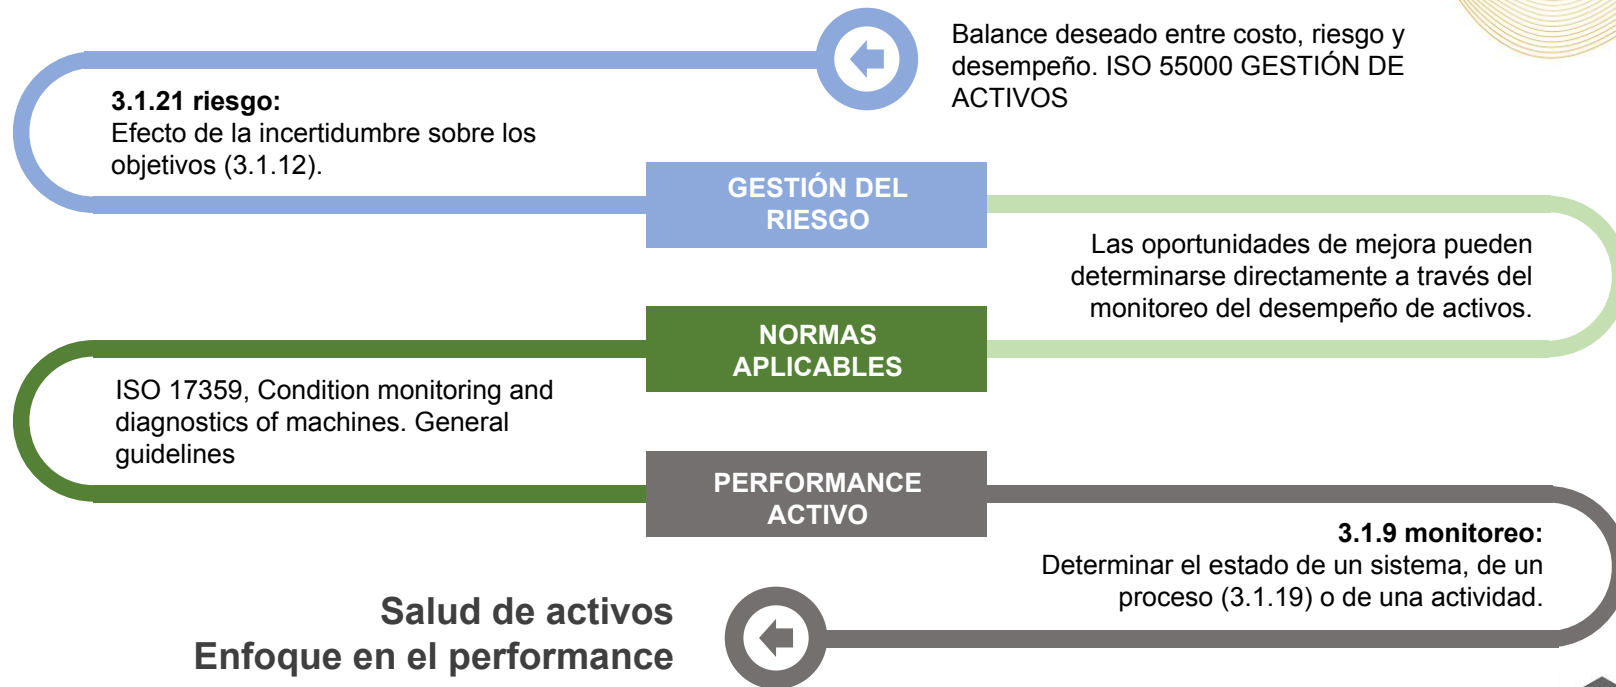 Balance deseado entre costo, riesgo y
desempeño. ISO 55000 GESTIÓN DE
ACTIVOS
3.1.21 riesgo:
Efecto de la incertidumbre sobre los
objetivos (3.1.12).
GESTIÓN DEL
RIESGO
Las oportunidades de mejora pueden
determinarse directamente a través del
monitoreo del desempeño de activos.
NORMAS
APLICABLES
ISO 17359, Condition monitoring and
diagnostics of machines. General
guidelines
PERFORMANCE
ACTIVO
3.1.9 monitoreo:
Determinar el estado de un sistema, de un
proceso (3.1.19) o de una actividad.
Salud de activos
Enfoque en el performance